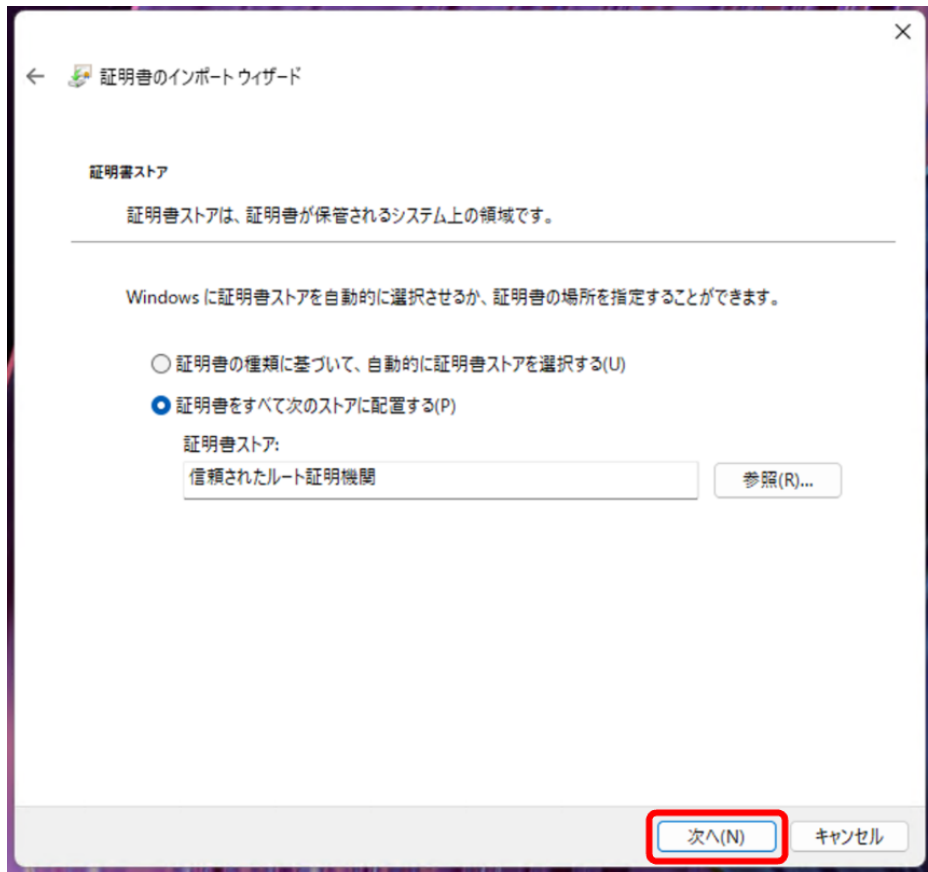 証明書のインポート ウィザード
証明書ストア
証明書ストアは、証明書が保管されるシステム上の領域です。
Windows に証明書ストアを自動的に選択させるか、証明書の場所を指定することができます。
証明書の種類に基づいて、自動的に証明書ストアを選択する(U)
証明書をすべて次のストアに配置する(P)
証明書ストア:
信頼されたルート証明機関
参照(R)...
次へ(N)
キャンセル